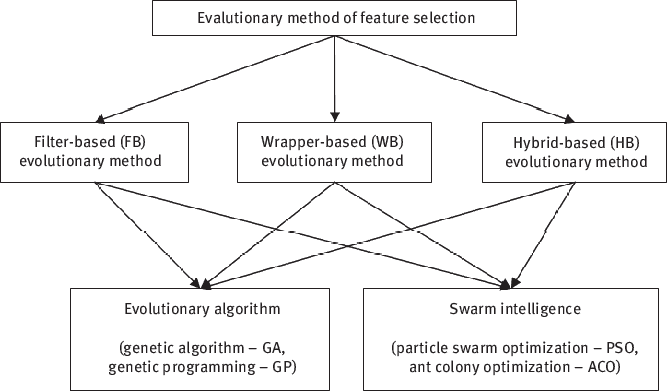 Evalutionary method of feature selection
Filter-based (FB)
evolutionary method
Wrapper-based (WB)
evolutionary method
Hybrid-based (HB)
evolutionary method
Evolutionary algorithm
(genetic algorithm – GA,
genetic programming – GP)
Swarm intelligence
(particle swarm optimization – PSO,
ant colony optimization – ACO)